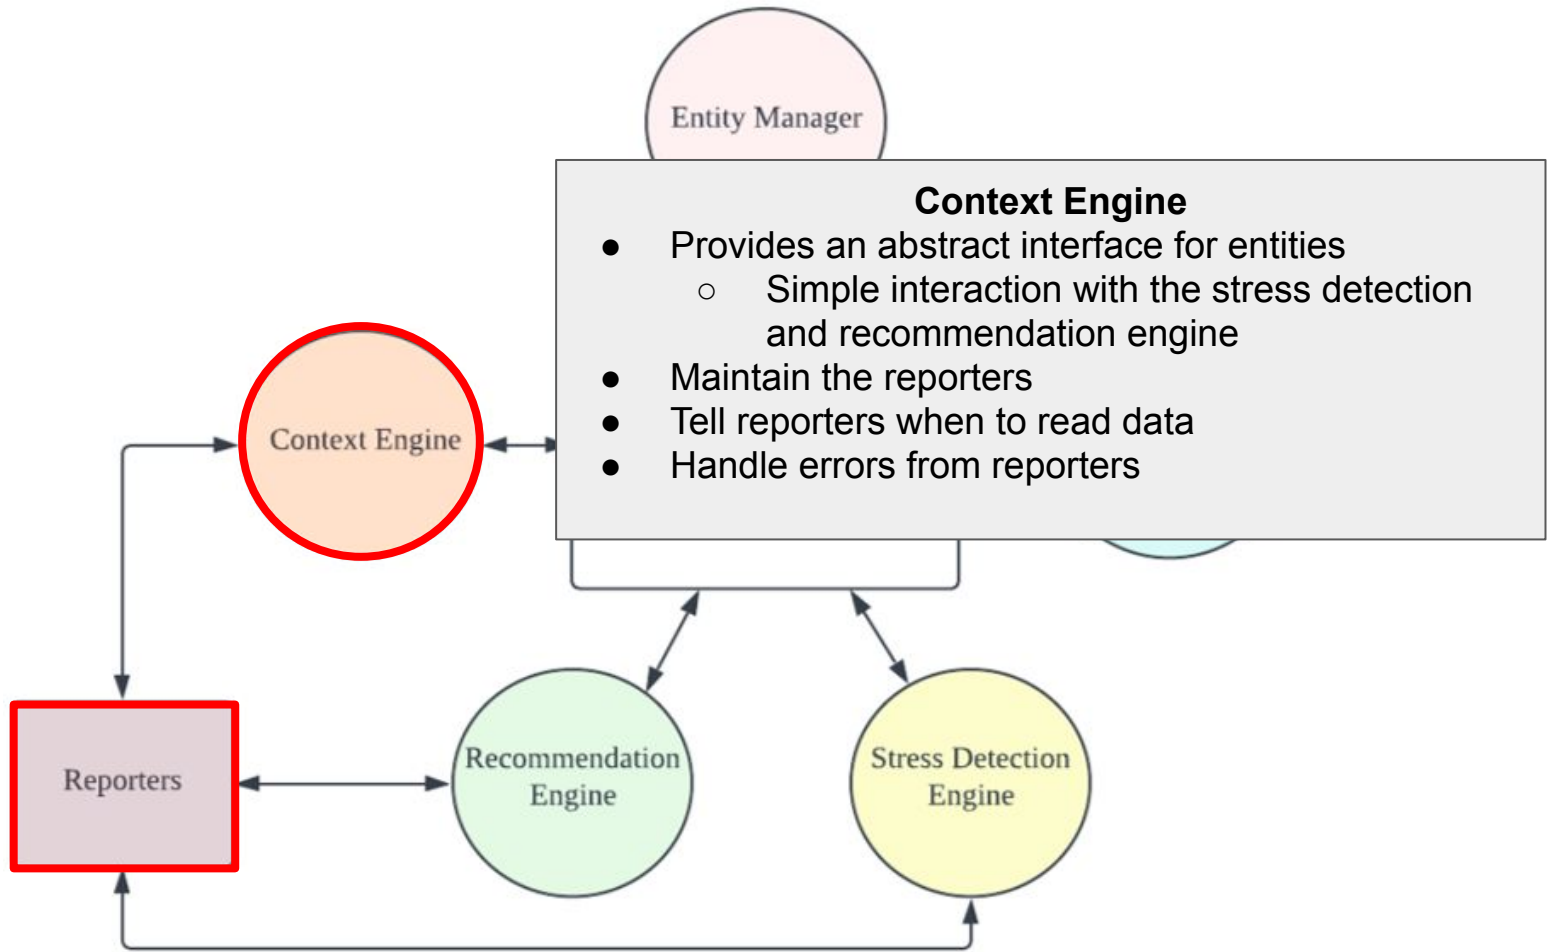 Entity Manager
Context Engine
● Provides an abstract interface for entities
○ Simple interaction with the stress detection
and recommendation engine
● Maintain the reporters
● Tell reporters when to read data
● Handle errors from reporters
Context Engine
Reporters
Recommendation
Engine
Stress Detection
Engine